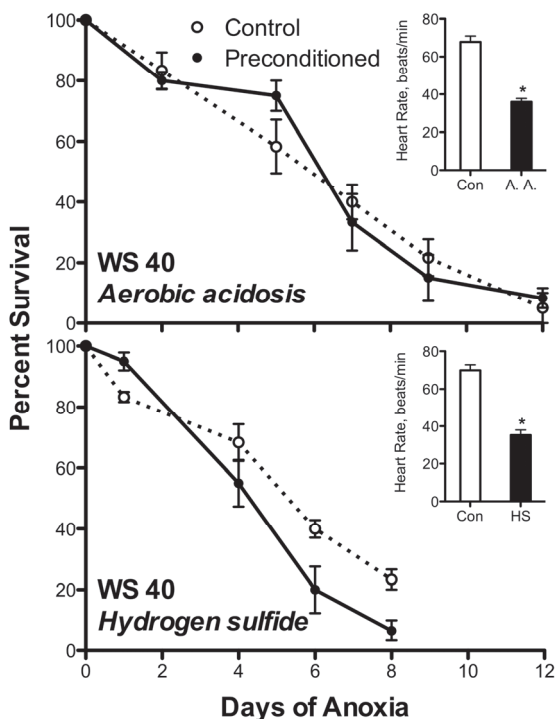 Control
Preconditioned
Percent Survival
100
80
60
40
20
0
WS 40
Aerobic acidosis
Heart Rate, beats/min
80
60
40
20
0
*
Con
Λ. Λ.
100
80
60
40
20
0
WS 40
Hydrogen sulfide
Heart Rate, beats/min
80
60
40
20
0
*
Con
HS
0 2 4 6 8 10 12
Days of Anoxia